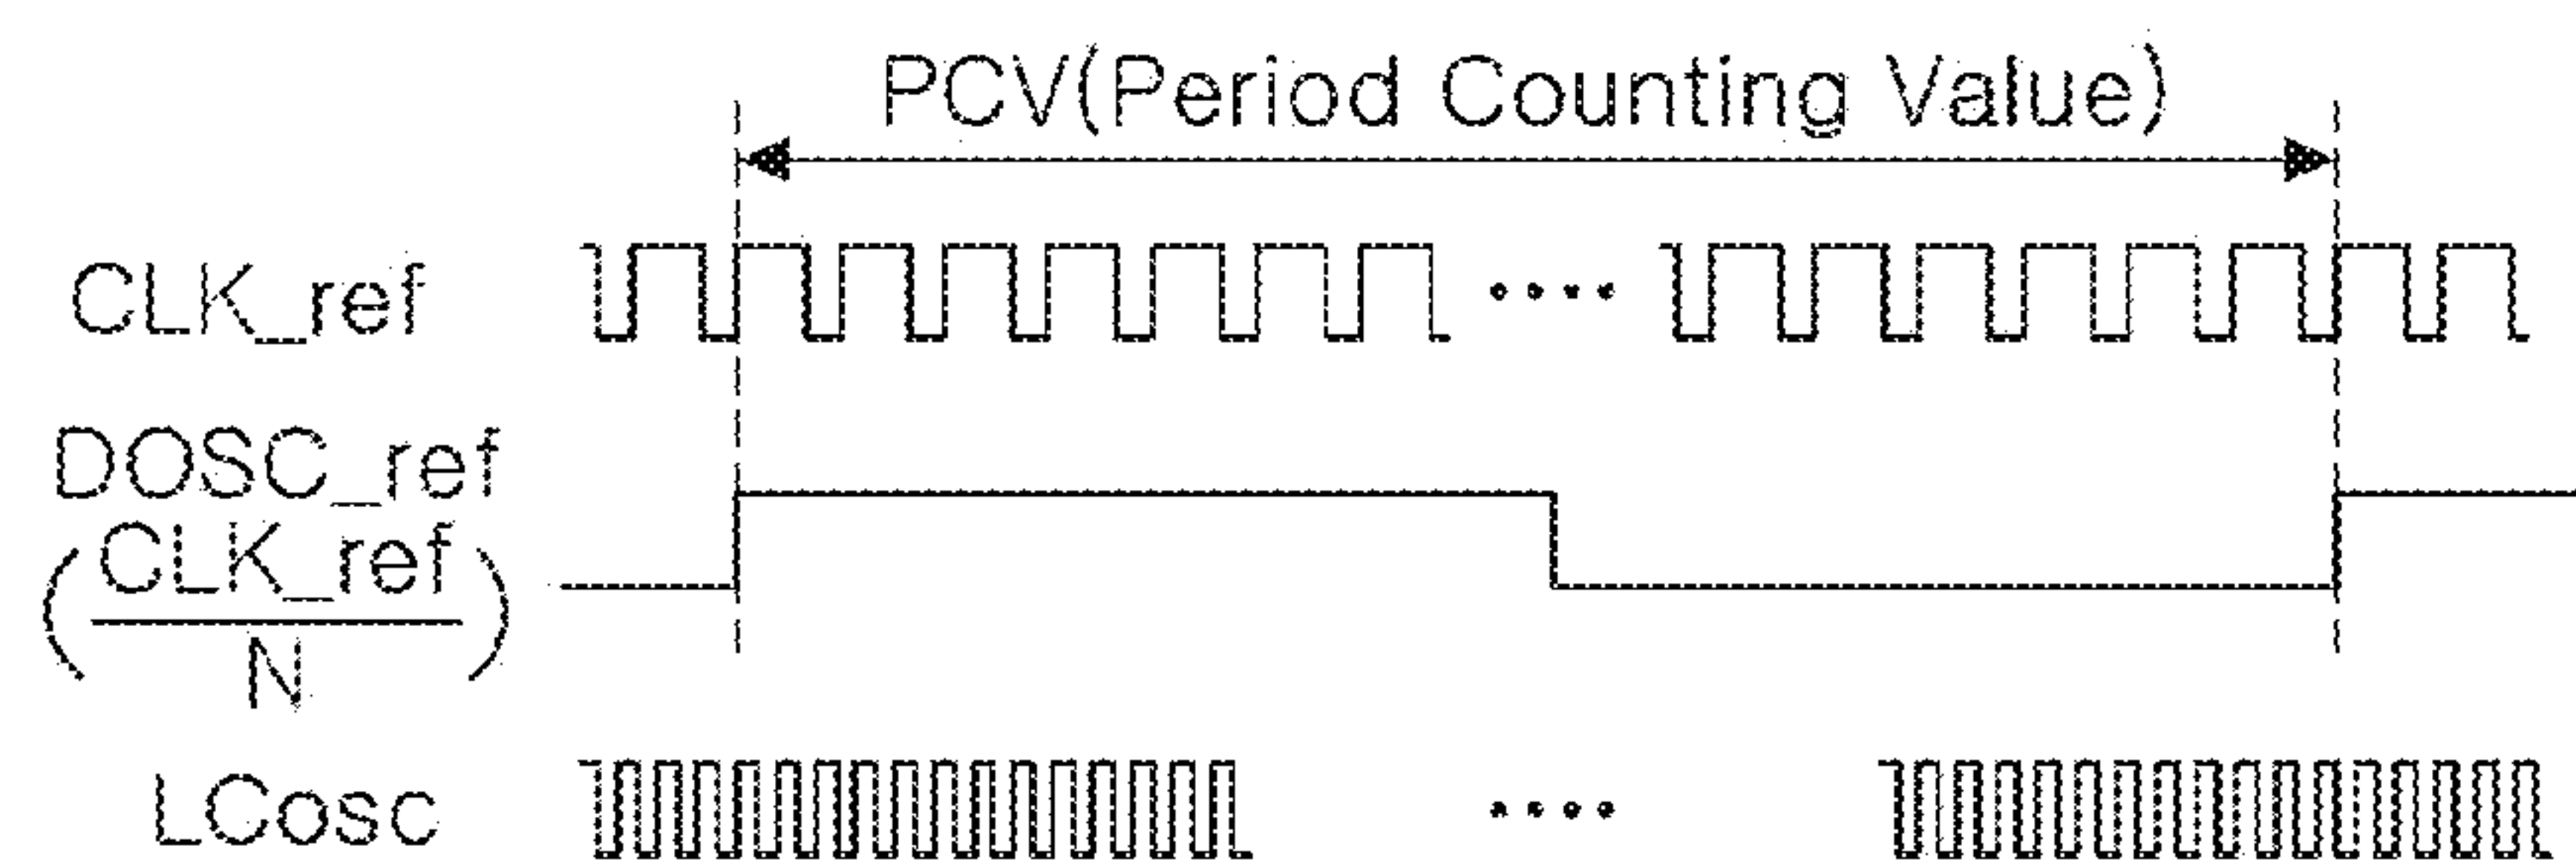 PCV(Period Counting Value)
CLK_ref
DOSC_ref
(CLK_ref
N)
LCosc